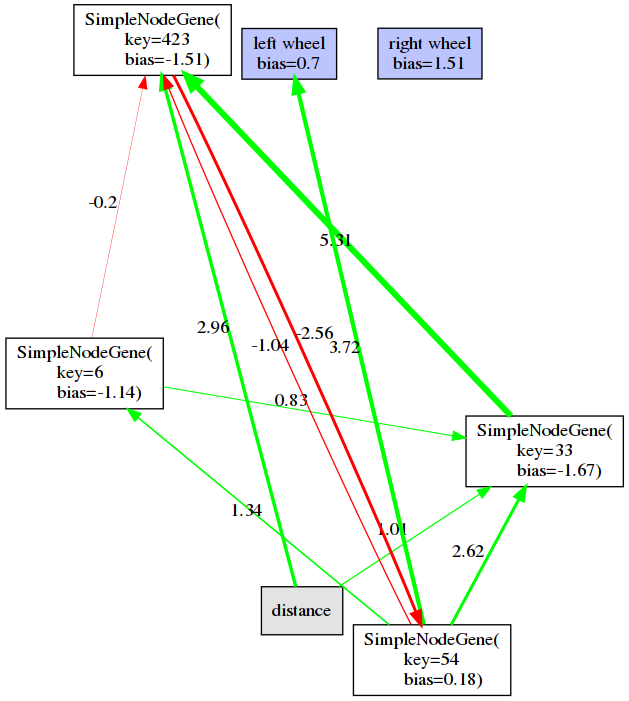 SimpleNodeGene(
key=423
bias=-1.51)
left wheel
bias=0.7
right wheel
bias=1.51
-0.2
5.31
2.96
-1.04
-2.56
3.72
SimpleNodeGene(
key=6
bias=-1.14)
0.83
SimpleNodeGene(
key=33
bias=-1.67)
1.34
1.01
2.62
distance
SimpleNodeGene(
key=54
bias=0.18)